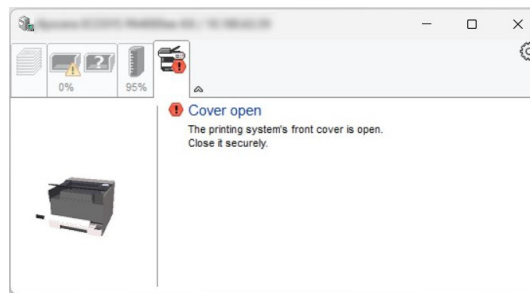 0%
95%
Cover open
The printing system's front cover is open.
Close it securely.